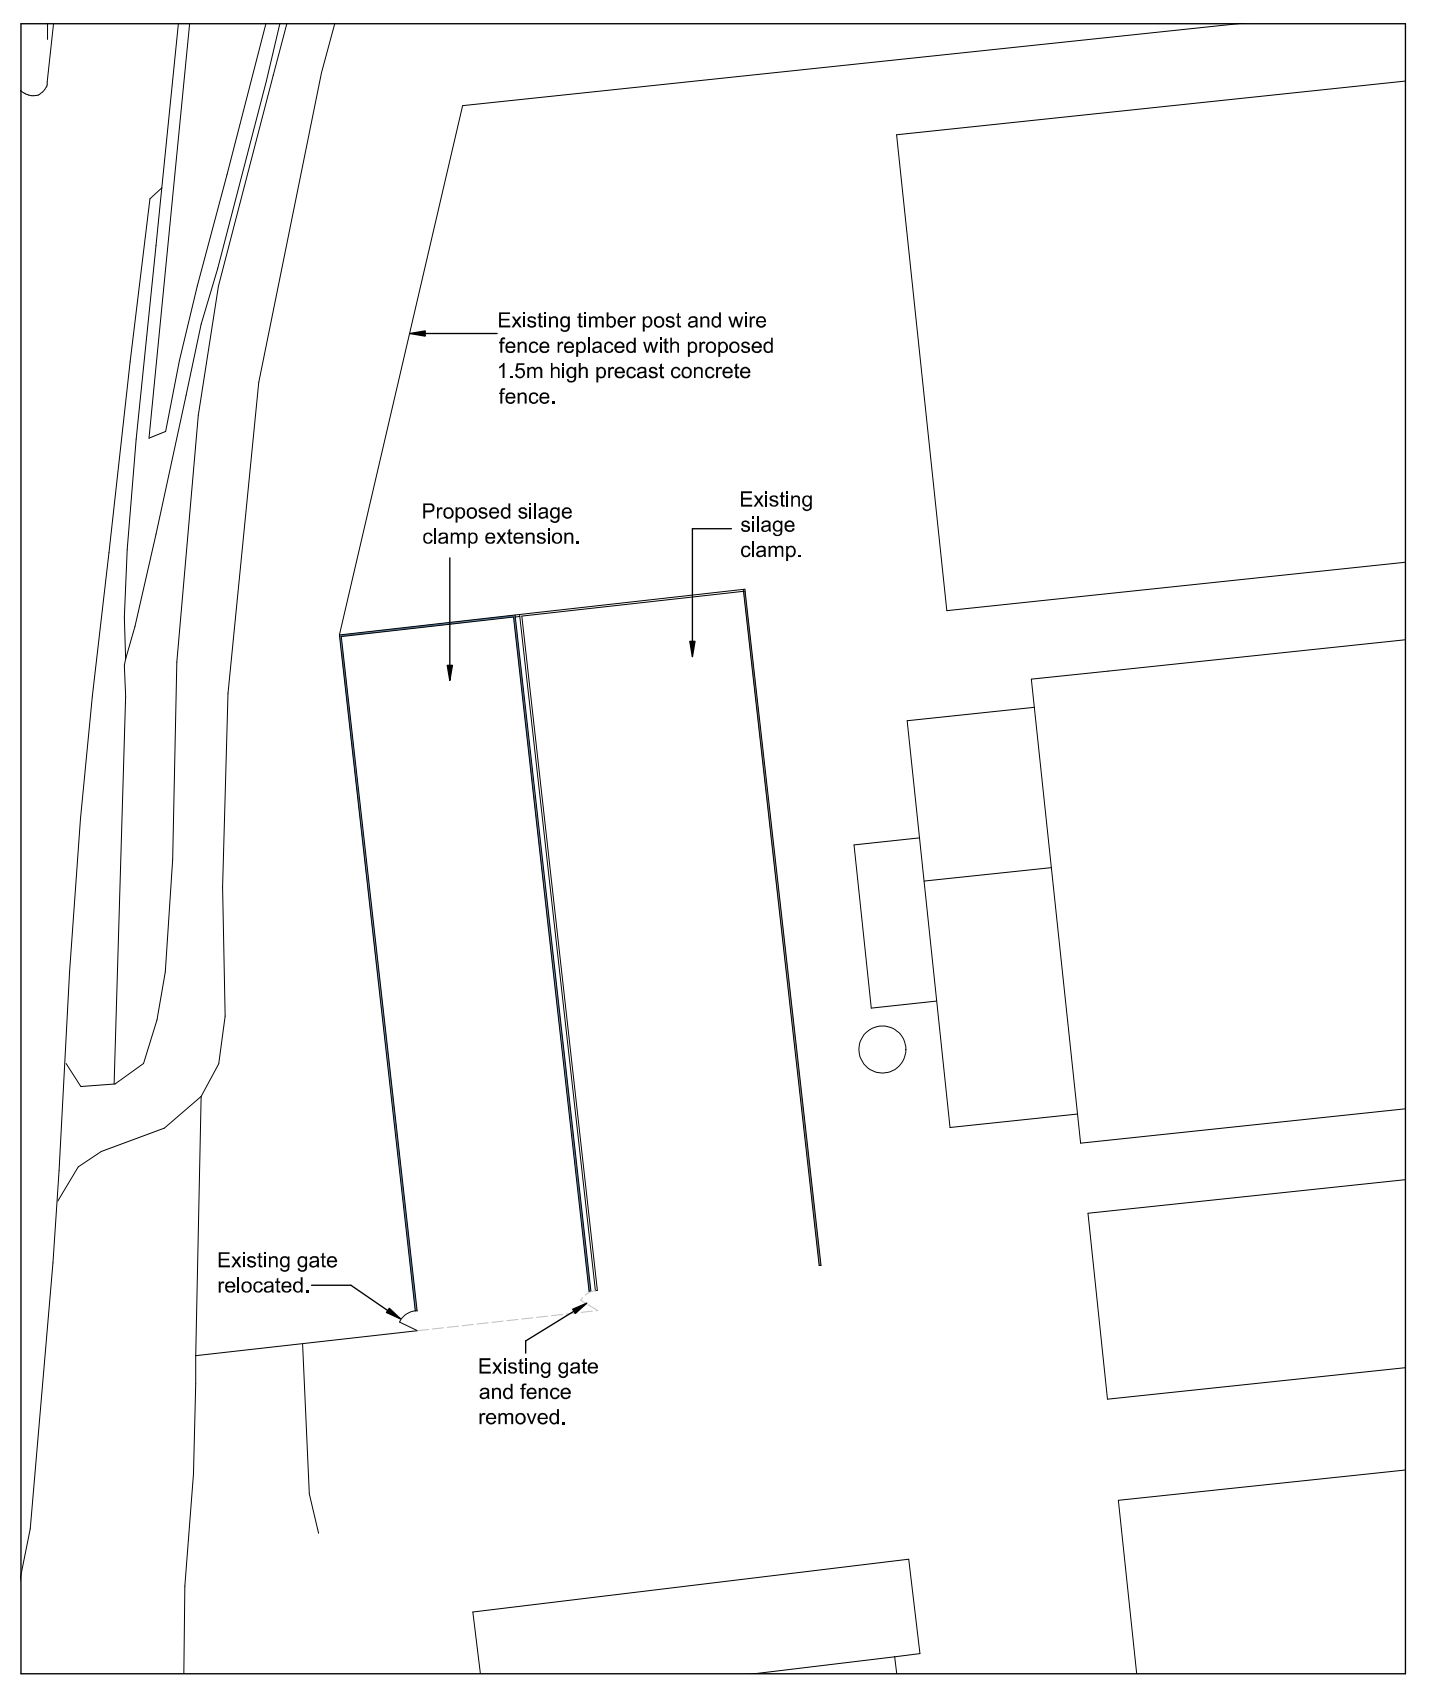 Existing timber post and wire
fence replaced with proposed
1.5m high precast concrete
fence.
Proposed silage
clamp extension.
Existing
silage
clamp.
Existing gate
relocated.
Existing gate
and fence
removed.